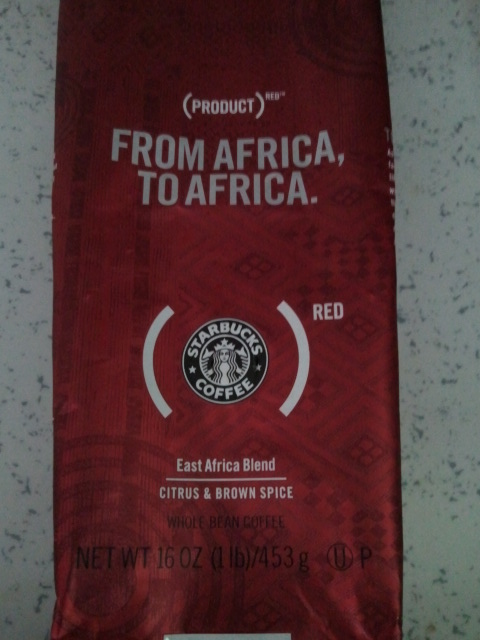 (PRODUCT) RED™
FROM AFRICA,
TO AFRICA.
RED
STARBUCKS
COFFEE
East Africa Blend
CITRUS & BROWN SPICE
WHOLE BEAN COFFEE
NET WT 16 OZ (1 lb)/453 g U P